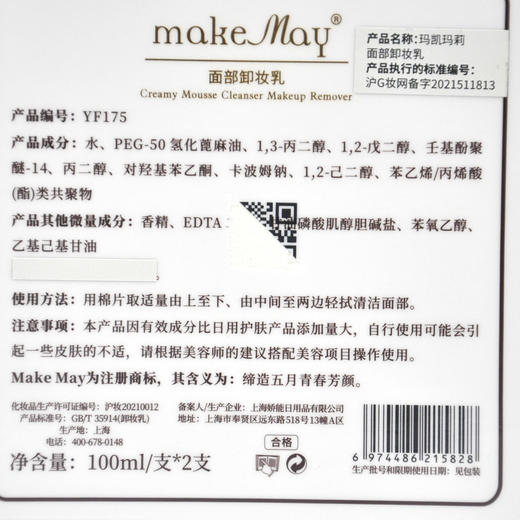 make May®
面部卸妆乳
Creamy Mousse Cleanser Makeup Remover
产品名称：玛凯玛莉
面部卸妆乳
产品执行的标准编号：
沪G妆网备字2021511813
产品编号：YF175
产品成分：水、PEG-50 氢化蓖麻油、1,3-丙二醇、1,2-戊二醇、壬基酚聚
醚-14、丙二醇、对羟基苯乙酮、卡波姆钠、1,2-己二醇、苯乙烯/丙烯酸
(酯)类共聚物
产品其他微量成分：香精、EDTA 磷酸肌醇胆碱盐、苯氧乙醇、
乙基己基甘油
使用方法：用棉片取适量由上至下、由中间至两边轻拭清洁面部。
注意事项：本产品因有效成分比日用护肤产品添加量大，自行使用可能会引
起一些皮肤的不适，请根据美容师的建议搭配美容项目操作使用。
Make May为注册商标，其含义为：缔造五月青春芳颜。
化妆品生产许可证编号：沪妆20210012
产品标准号：GB/T 35914(卸妆乳)
生产地：上海
电话：400-678-0148
备案人/生产企业：上海娇能日用品有限公司
地址：上海市奉贤区远东路518号13幢A区
合格
净含量：100ml/支*2支
6 974486 215828
生产批号和限期使用日期：见包装